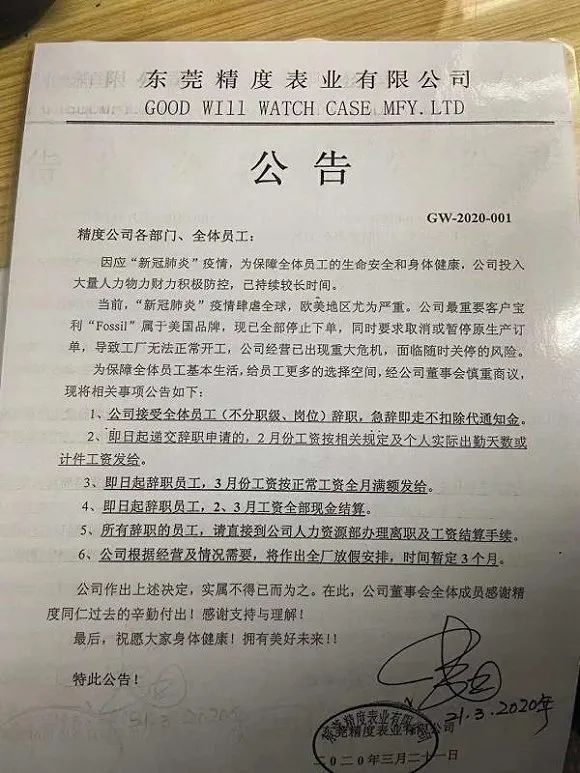 东莞精度表业有限公司
GOOD WIll WATCH CASE MFY.LTD
公告
GW-2020-001
精度公司各部门、全体员工：
因应“新冠肺炎”疫情，为保障全体员工的生命安全和身体健康，公司投入
大量人力物力财力积极防控，已持续较长时间。
当前，“新冠肺炎”疫情肆虐全球，欧美地区尤为严重。公司最重要客户宝
利“Fossil”属于美国品牌，现已全部停止下单，同时要求取消或暂停原生产订
单，导致工厂无法正常开工，公司经营已出现重大危机，面临随时关停的风险。
为保障全体员工基本生活，给员工更多的选择空间，经公司董事会慎重商议，
现将相关事项公告如下：
1、公司接受全体员工（不分职级、岗位）辞职，急辞即走不扣除代通知金。
2、即日起递交辞职申请的，2月份工资按相关规定及个人实际出勤天数或
计件工资发给。
3、即日起辞职员工，3月份工资按正常工资全月满额发给。
4、即日起辞职员工，2、3月工资全部现金结算。
5、所有辞职的员工，请直接到公司人力资源部办理离职及工资结算手续。
6、公司根据经营及情况需要，将作出全厂放假安排，时间暂定3个月。
公司作出上述决定，实属不得已而为之。在此，公司董事会全体成员感谢精
度同仁过去的辛勤付出！感谢支持与理解！
最后，祝愿大家身体健康！拥有美好未来！！
特此公告！
21.3.2020年
东莞精度表业有限公司
东莞精度表业有限公司
二〇二〇年三月二十一日